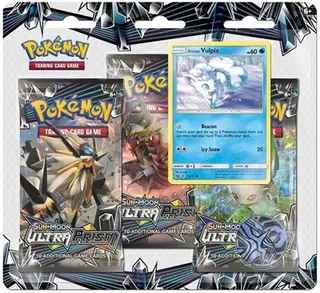 POKÉMON
TRADING CARD GAME
Alolan Vulpix 60
Beacon
Icy Snow 20
POKÉMON
TRADING CARD GAME
POKÉMON
SUN & MOON
ULTRA PRISM
10 ADDITIONAL GAME CARDS
SUN & MOON
ULTRA PRISM
10 ADDITIONAL GAME CARDS
SUN & MOON
ULTRA PRISM
10 ADDITIONAL GAME CARDS